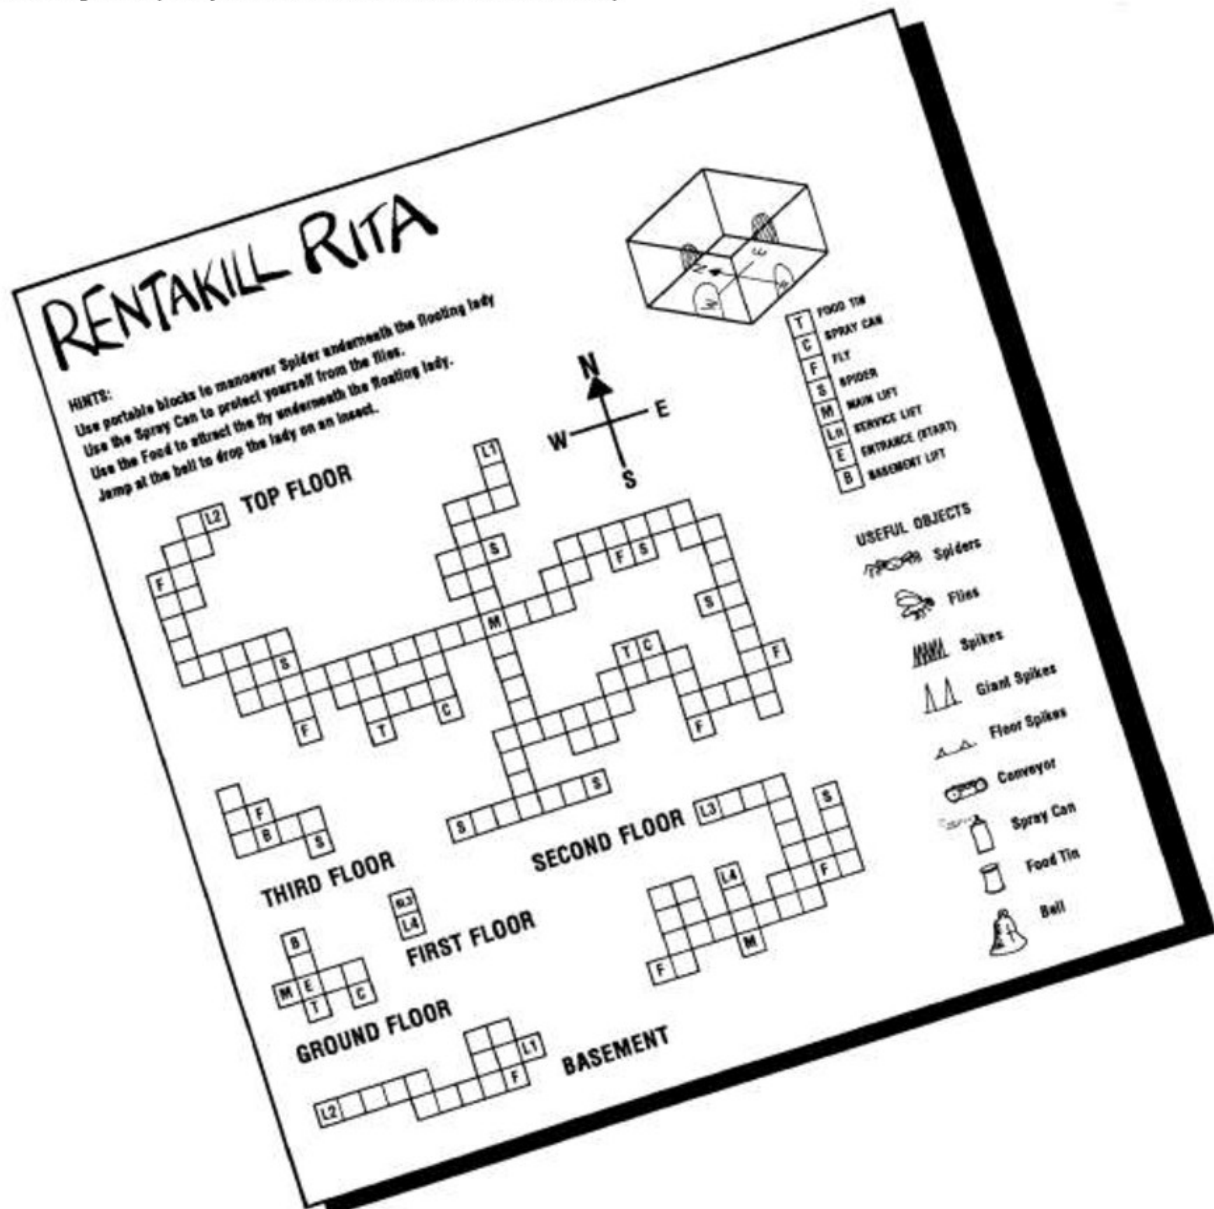 RENTAKILL RITA
HINTS:
Use portable blocks to manoever Spider underneath the floating lady
Use the Spray Can to protect yourself from the flies.
Use the Food to attract the fly underneath the floating lady.
Jump at the bell to drop the lady on an insect.
N
E
W
N
W E
S
T FOOD TIN
C SPRAY CAN
F FLY
S SPIDER
M MAIN LIFT
Ln SERVICE LIFT
E ENTRANCE (START)
B BASEMENT LIFT
USEFUL OBJECTS
Spiders
Flies
Spikes
Giant Spikes
Floor Spikes
Conveyor
Spray Can
Food Tin
Bell
TOP FLOOR
L2
L1
F
S
S
M
F S
S
F
T C
S
F
T
C
F
S
S
THIRD FLOOR
F
B
S
SECOND FLOOR
L3
S
L4
F
M
F
FIRST FLOOR
L4
GROUND FLOOR
B
M E
T
C
BASEMENT
L1
F
L2